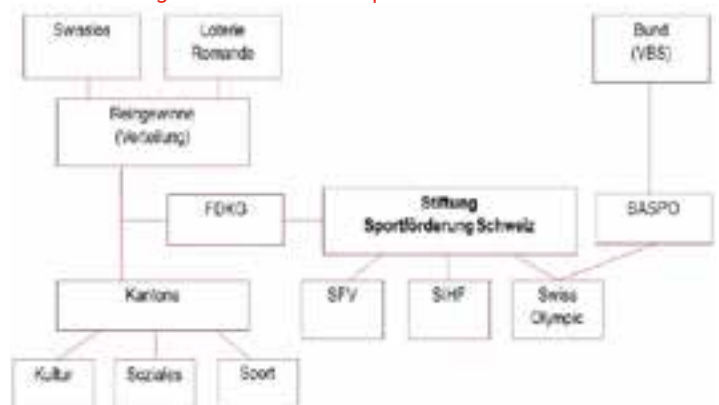 Swisslos
Loterie
Romande
Bund
(VBS)
Reingewinne
(Verteilung)
FDKG
Stiftung
Sportförderung Schweiz
BASPO
Kantone
SFV
SIHF
Swiss
Olympic
Kultur
Soziales
Sport